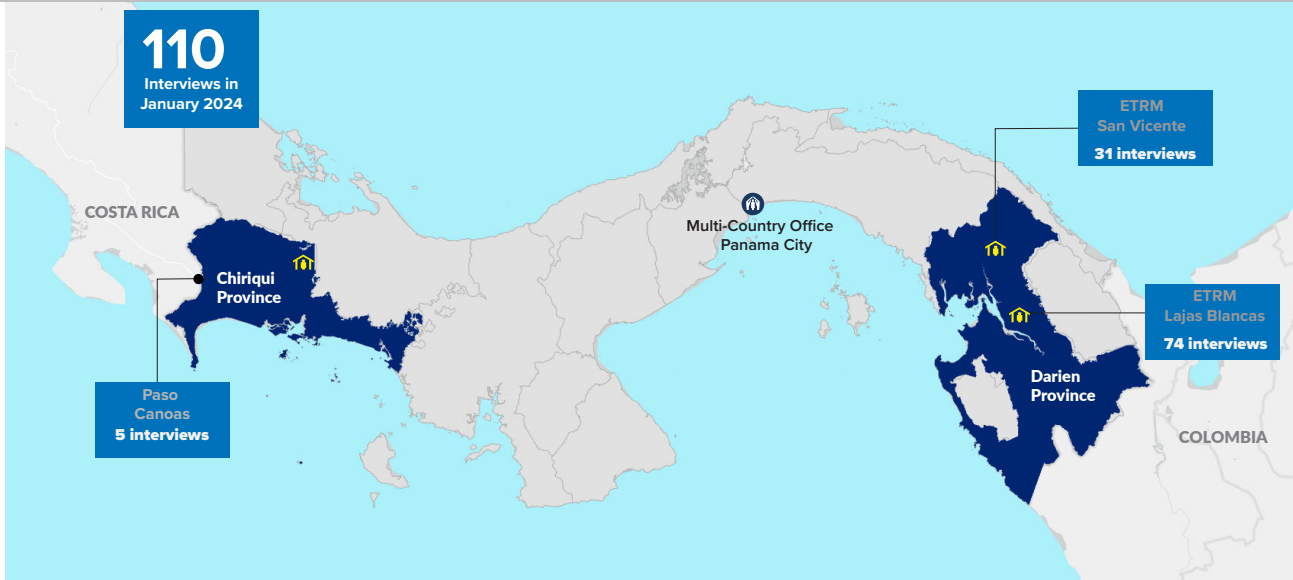 110
Interviews in
January 2024
ETRM
San Vicente
31 interviews
COSTA RICA
Multi-Country Office
Panama City
Chiriqui
Province
ETRM
Lajas Blancas
74 interviews
Darien
Province
Paso
Canoas
5 interviews
COLOMBIA